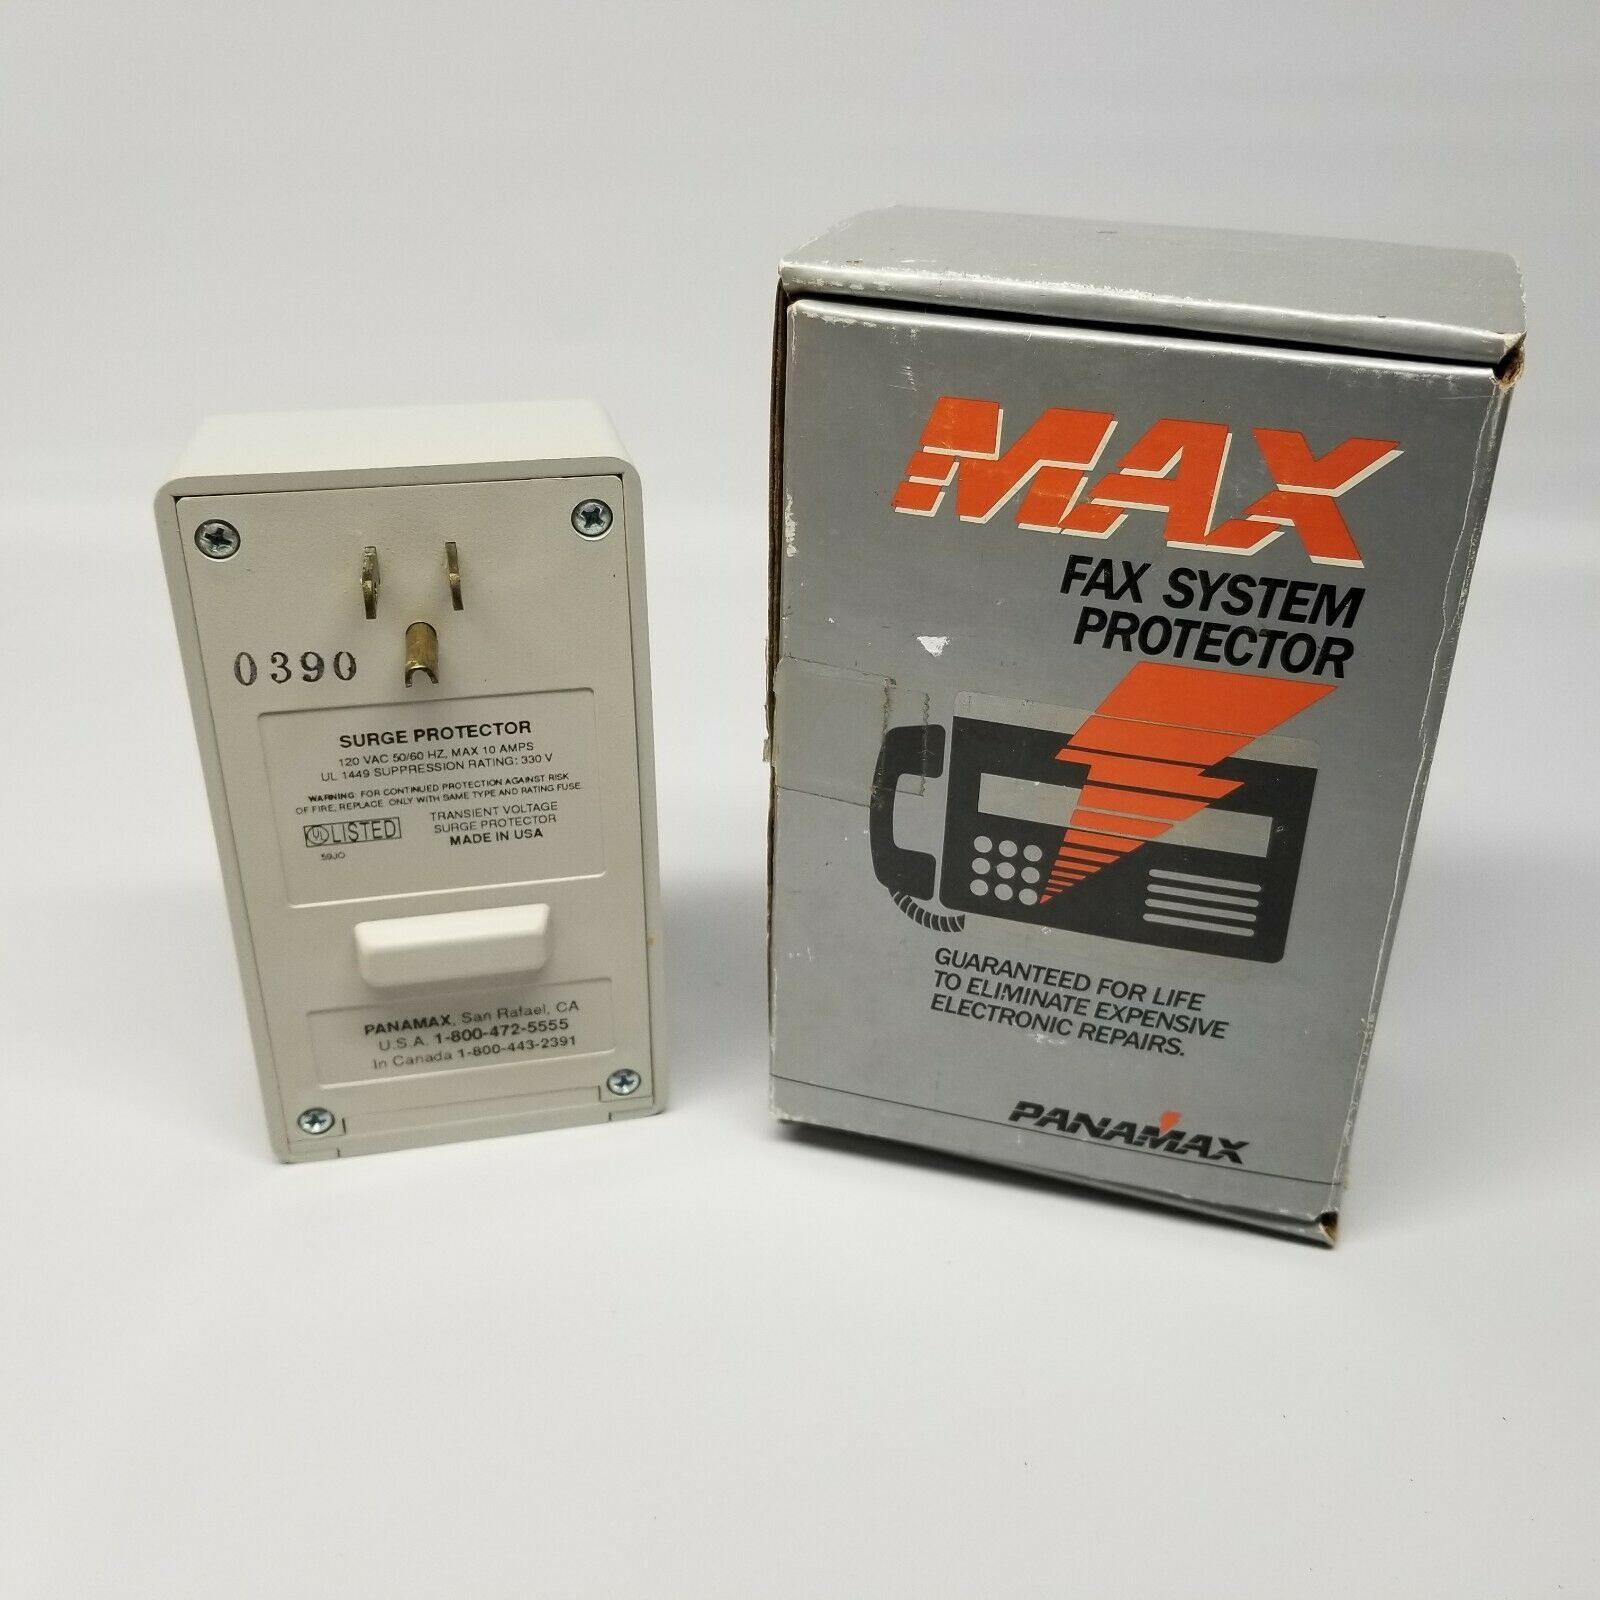 0390
SURGE PROTECTOR
120 VAC 50/60 HZ, MAX 10 AMPS
UL 1449 SUPPRESSION RATING: 330 V
WARNING: FOR CONTINUED PROTECTION AGAINST RISK
OF FIRE, REPLACE ONLY WITH SAME TYPE AND RATING FUSE.
UL LISTED
59JO
TRANSIENT VOLTAGE
SURGE PROTECTOR
MADE IN USA
PANAMAX, San Rafael, CA
U.S.A. 1-800-472-5555
In Canada 1-800-443-2391
MAX
FAX SYSTEM
PROTECTOR
GUARANTEED FOR LIFE
TO ELIMINATE EXPENSIVE
ELECTRONIC REPAIRS.
PANAMAX